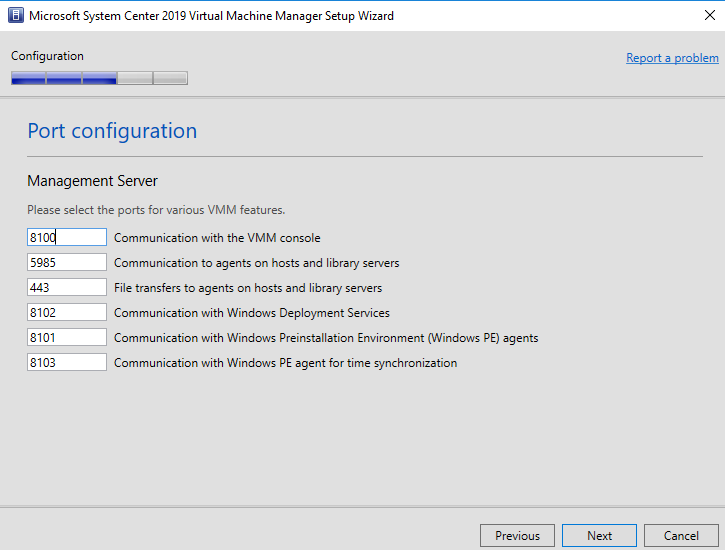 Microsoft System Center 2019 Virtual Machine Manager Setup Wizard
Configuration
Report a problem
Port configuration
Management Server
Please select the ports for various VMM features.
8100 Communication with the VMM console
5985 Communication to agents on hosts and library servers
443 File transfers to agents on hosts and library servers
8102 Communication with Windows Deployment Services
8101 Communication with Windows Preinstallation Environment (Windows PE) agents
8103 Communication with Windows PE agent for time synchronization
Previous Next Cancel